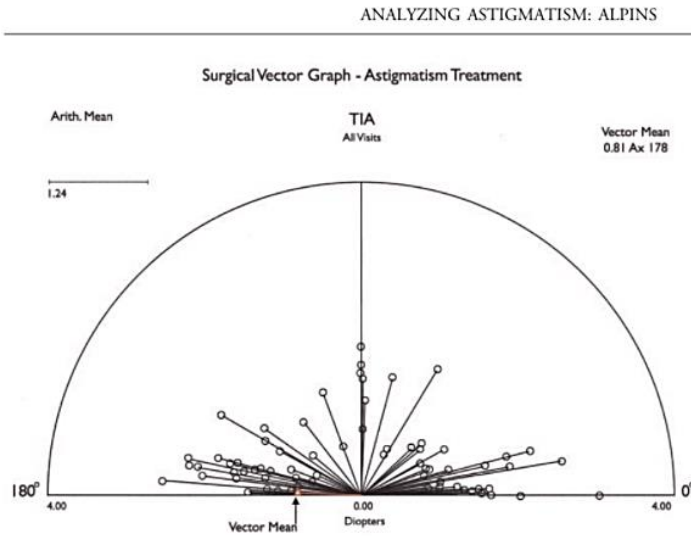 ANALYZING ASTIGMATISM: ALPINS
Surgical Vector Graph - Astigmatism Treatment
Arith. Mean
TIA
All Visits
Vector Mean
0.81 Ax 178
1.24
180°
0°
4.00
0.00
4.00
Vector Mean
Diopters